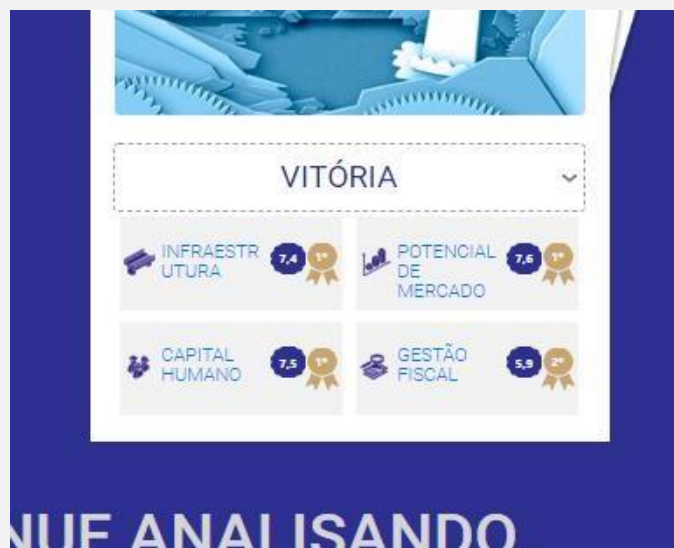 VITÓRIA
INFRAESTR
UTURA
7,4
1º
POTENCIAL
DE
MERCADO
7,6
1º
CAPITAL
HUMANO
7,5
1º
GESTÃO
FISCAL
5,9
2º
NUE ANALISANDO